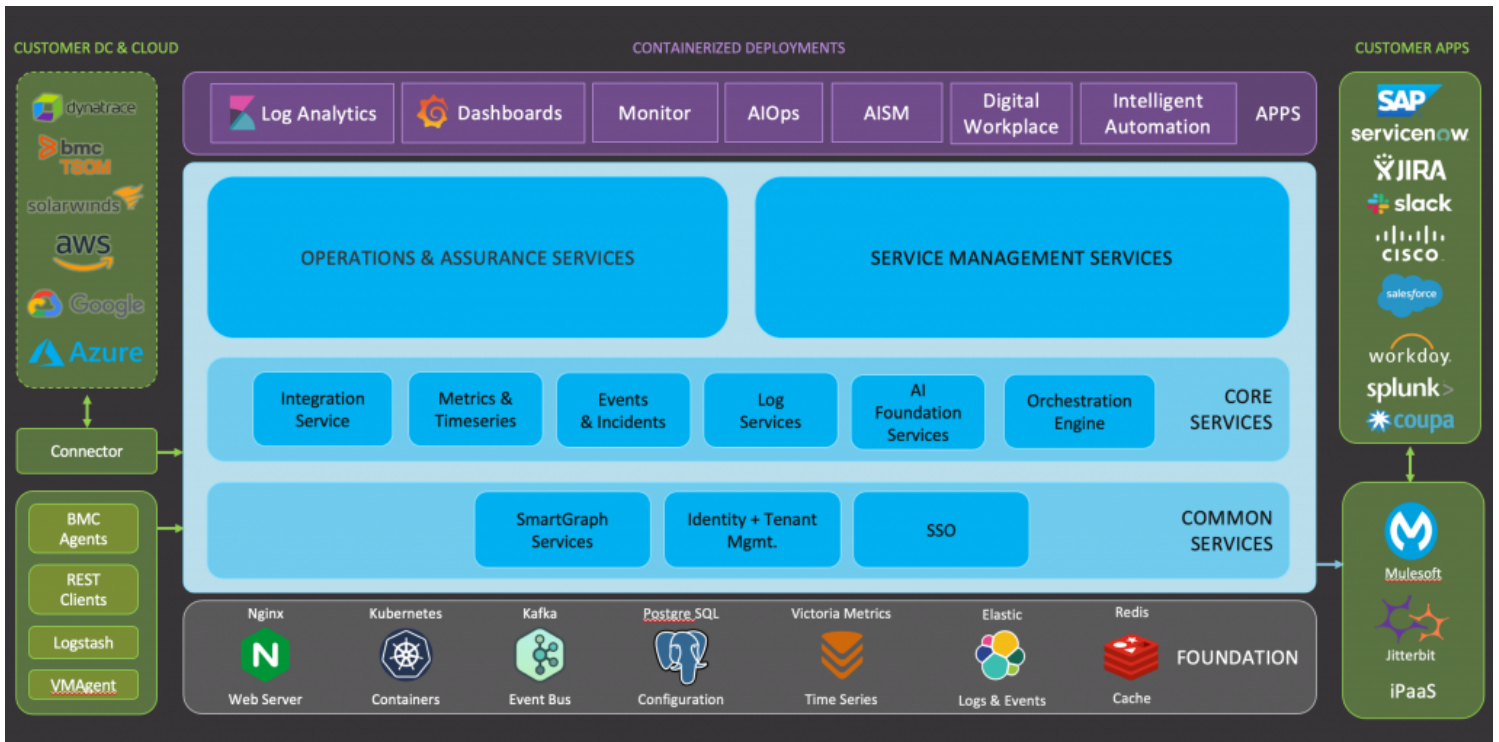 CUSTOMER DC & CLOUD
dynatrace
bmc
TSOM
solarwinds
aws
Google
Azure
Connector
BMC
Agents
REST
Clients
Logstash
VMAgent
CONTAINERIZED DEPLOYMENTS
Log Analytics
Dashboards
Monitor
AIOps
AISM
Digital
Workplace
Intelligent
Automation
APPS
OPERATIONS & ASSURANCE SERVICES
SERVICE MANAGEMENT SERVICES
Integration
Service
Metrics &
Timeseries
Events
& Incidents
Log
Services
AI
Foundation
Services
Orchestration
Engine
CORE
SERVICES
SmartGraph
Services
Identity + Tenant
Mgmt.
SSO
COMMON
SERVICES
Nginx
N
Web Server
Kubernetes
Containers
Kafka
Event Bus
Postgre SQL
Configuration
Victoria Metrics
Time Series
Elastic
Logs & Events
Redis
Cache
FOUNDATION
CUSTOMER APPS
SAP
servicenow.
JIRA
slack
CISCO
salesforce
workday.
splunk>
coupa
Mulesoft
Jitterbit
iPaaS